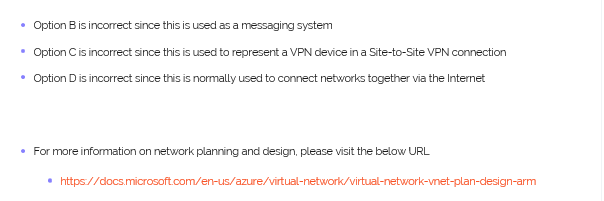 Option B is incorrect since this is used as a messaging system
Option C is incorrect since this is used to represent a VPN device in a Site-to-Site VPN connection
Option D is incorrect since this is normally used to connect networks together via the Internet
For more information on network planning and design, please visit the below URL
https://docs.microsoft.com/en-us/azure/virtual-network/virtual-network-vnet-plan-design-arm